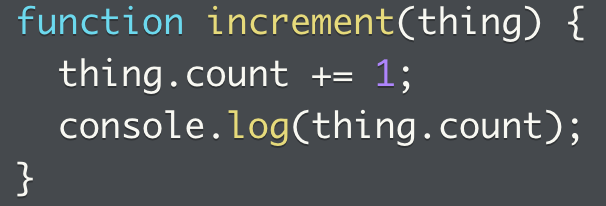 function increment(thing) {
  thing.count += 1;
  console.log(thing.count);
}